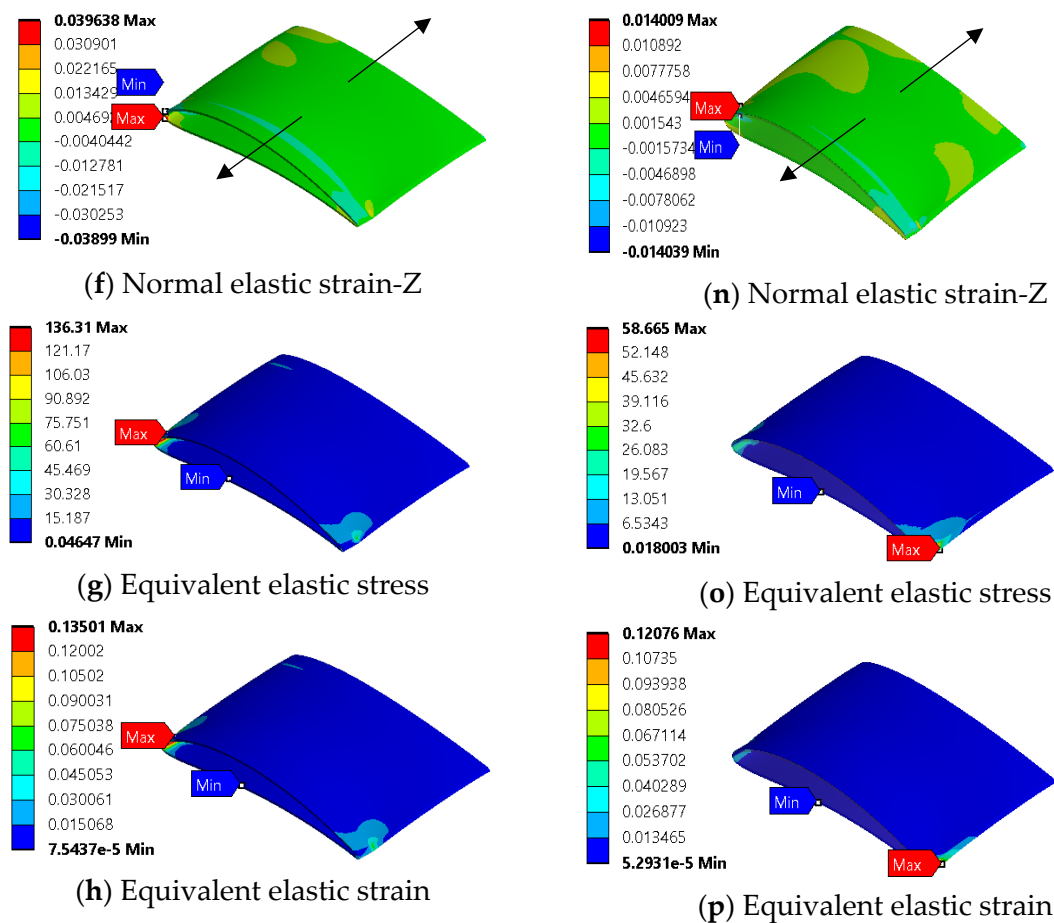 0.039638 Max
0.030901
0.022165
0.013429
0.004692
-0.0040442
-0.012781
-0.021517
-0.030253
-0.03899 Min
Min
Max
(f) Normal elastic strain-Z
0.014009 Max
0.010892
0.0077758
0.0046594
0.001543
-0.0015734
-0.0046898
-0.0078062
-0.010923
-0.014039 Min
Max
Min
(n) Normal elastic strain-Z
136.31 Max
121.17
106.03
90.892
75.751
60.61
45.469
30.328
15.187
0.04647 Min
Max
Min
(g) Equivalent elastic stress
58.665 Max
52.148
45.632
39.116
32.6
26.083
19.567
13.051
6.5343
0.018003 Min
Min
Max
(o) Equivalent elastic stress
0.13501 Max
0.12002
0.10502
0.090031
0.075038
0.060046
0.045053
0.030061
0.015068
7.5437e-5 Min
Max
Min
(h) Equivalent elastic strain
0.12076 Max
0.10735
0.093938
0.080526
0.067114
0.053702
0.040289
0.026877
0.013465
5.2931e-5 Min
Min
Max
(p) Equivalent elastic strain